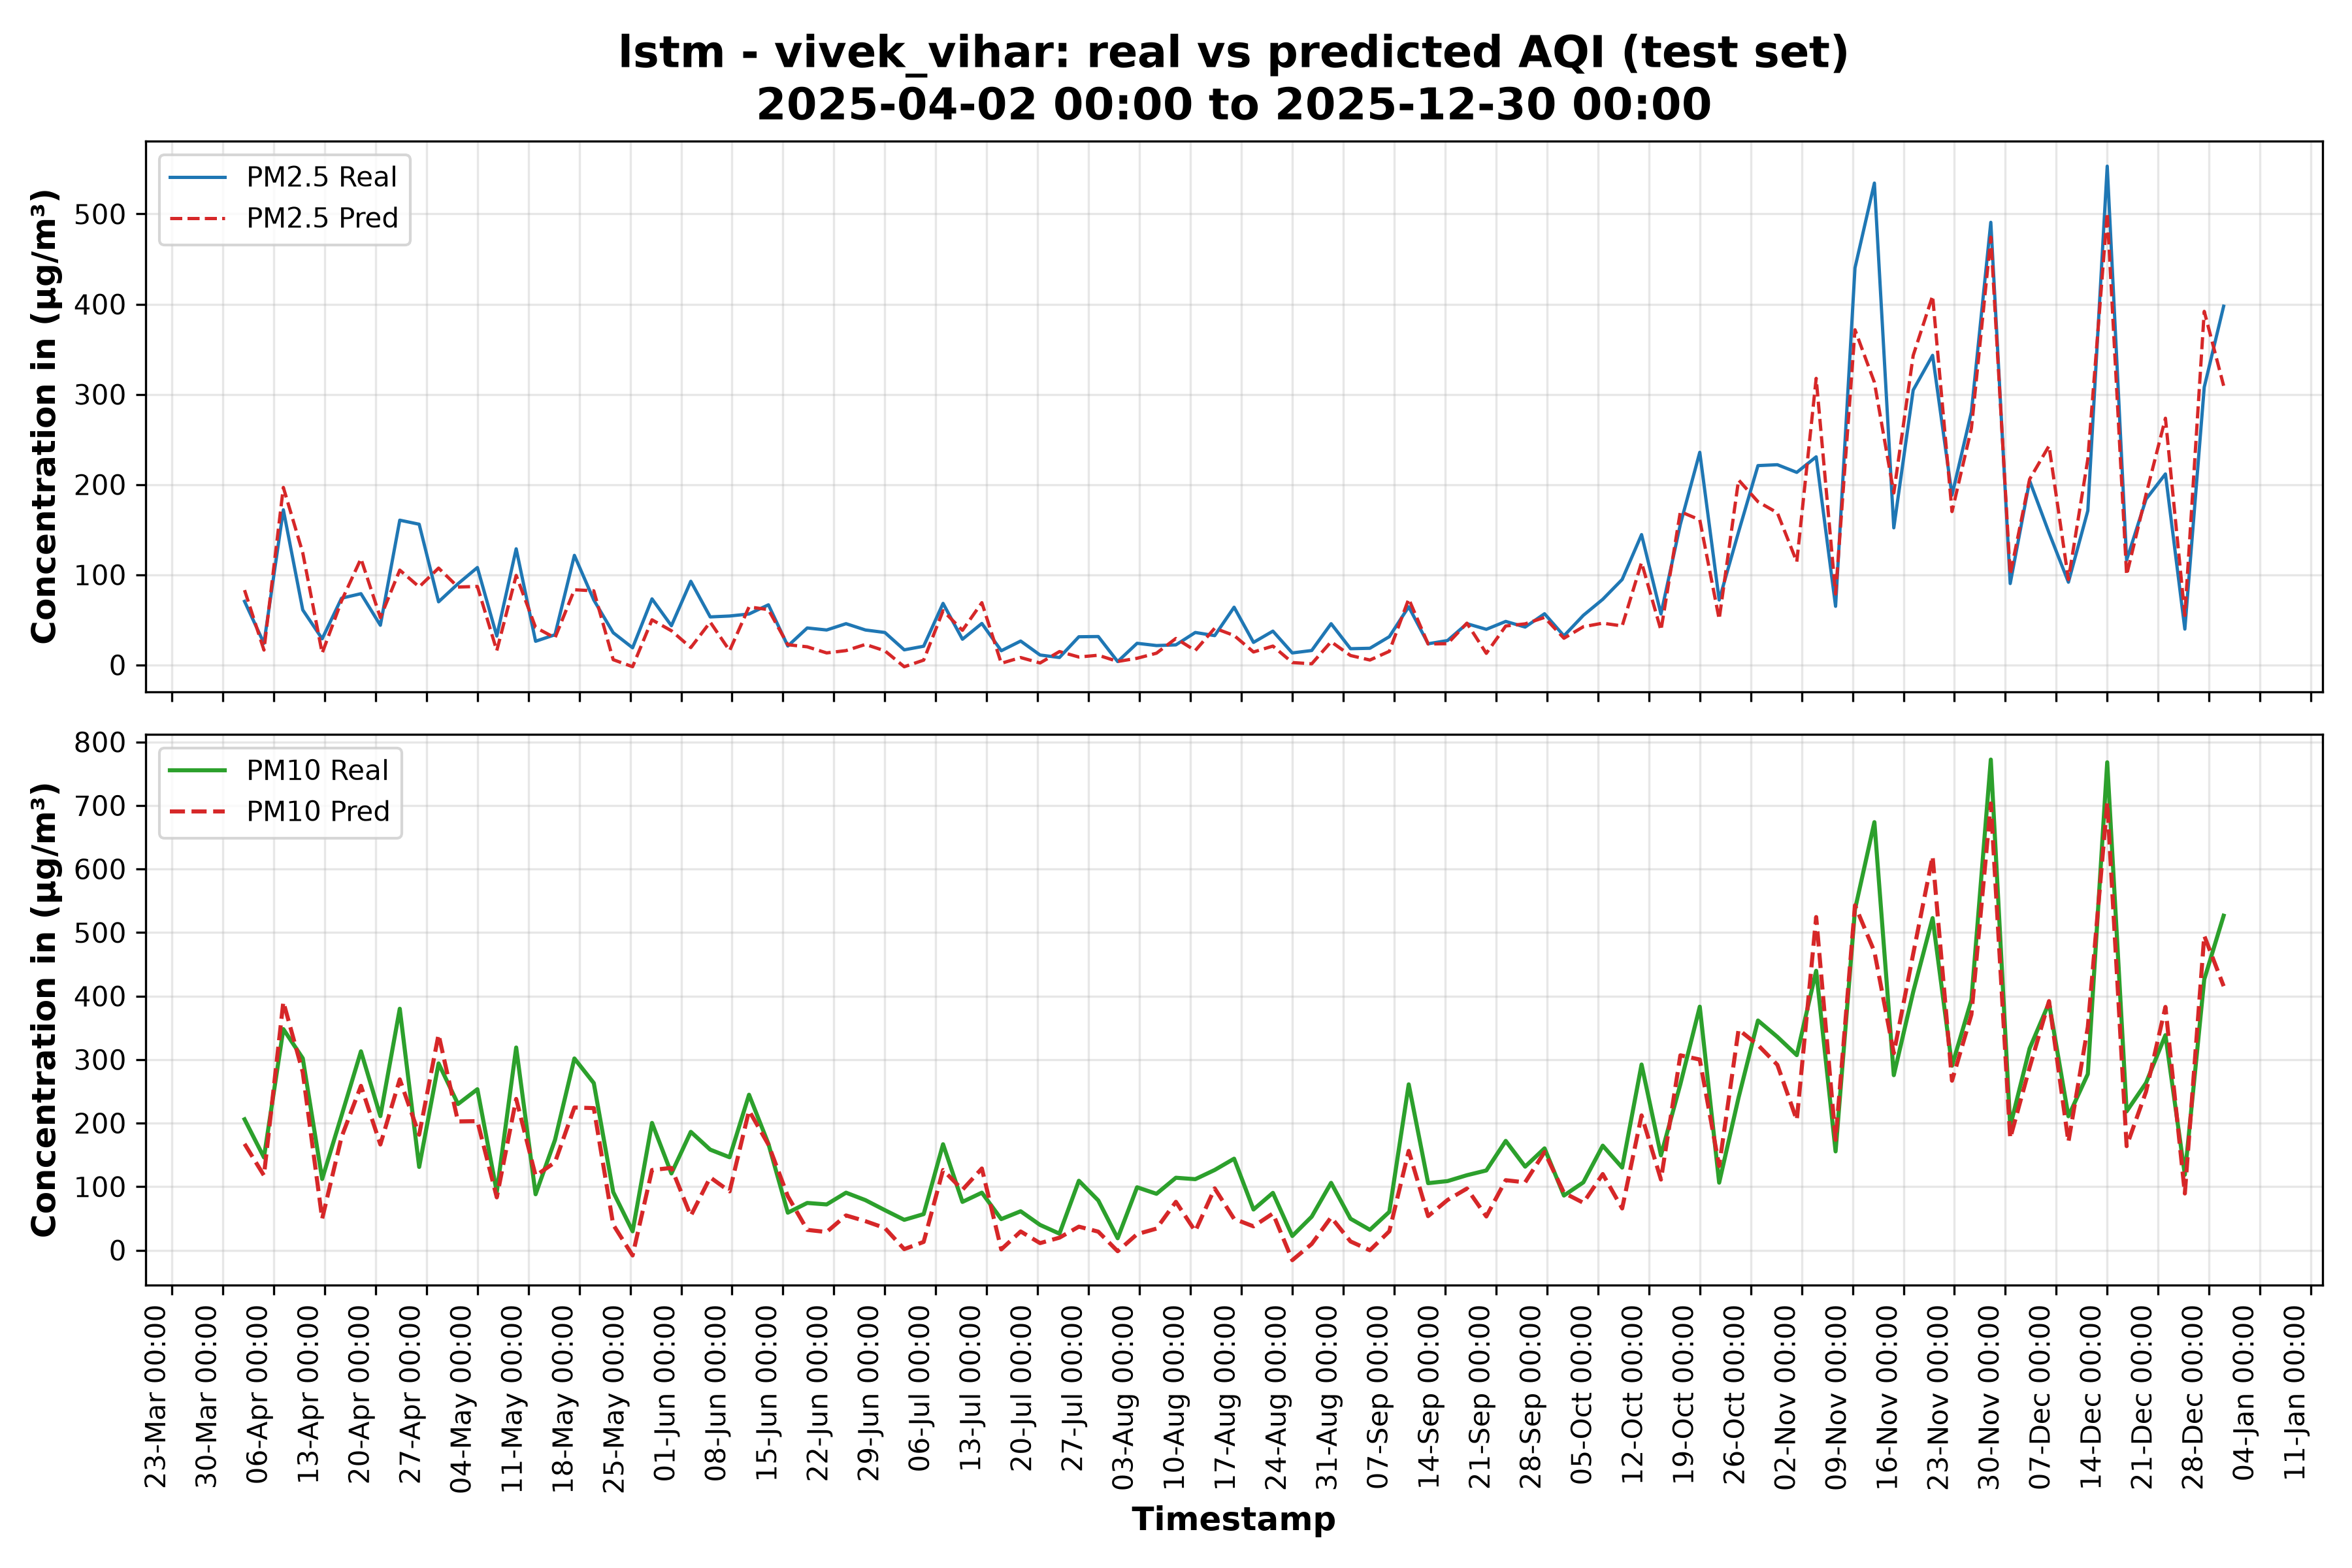 lstm - vivek_vihar: real vs predicted AQI (test set)
2025-04-02 00:00 to 2025-12-30 00:00
Concentration in (µg/m³)
500
400
300
200
100
0
PM2.5 Real
PM2.5 Pred
Concentration in (µg/m³)
800
700
600
500
400
300
200
100
0
PM10 Real
PM10 Pred
23-Mar 00:00
30-Mar 00:00
06-Apr 00:00
13-Apr 00:00
20-Apr 00:00
27-Apr 00:00
04-May 00:00
11-May 00:00
18-May 00:00
25-May 00:00
01-Jun 00:00
08-Jun 00:00
15-Jun 00:00
22-Jun 00:00
29-Jun 00:00
06-Jul 00:00
13-Jul 00:00
20-Jul 00:00
27-Jul 00:00
03-Aug 00:00
10-Aug 00:00
17-Aug 00:00
24-Aug 00:00
31-Aug 00:00
07-Sep 00:00
14-Sep 00:00
21-Sep 00:00
28-Sep 00:00
05-Oct 00:00
12-Oct 00:00
19-Oct 00:00
26-Oct 00:00
02-Nov 00:00
09-Nov 00:00
16-Nov 00:00
23-Nov 00:00
30-Nov 00:00
07-Dec 00:00
14-Dec 00:00
21-Dec 00:00
28-Dec 00:00
04-Jan 00:00
11-Jan 00:00
Timestamp